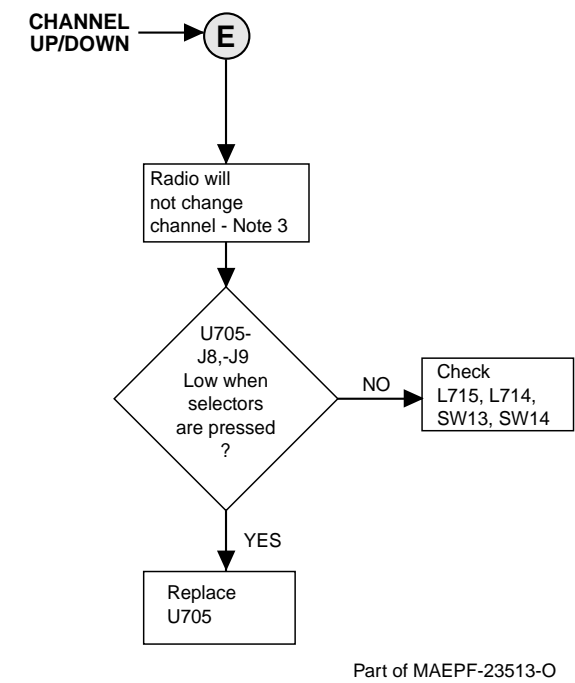 CHANNEL
UP/DOWN
E
Radio will
not change
channel - Note 3
U705-
J8,-J9
Low when
selectors
are pressed
?
NO
Check
L715, L714,
SW13, SW14
YES
Replace
U705
Part of MAEPF-23513-O